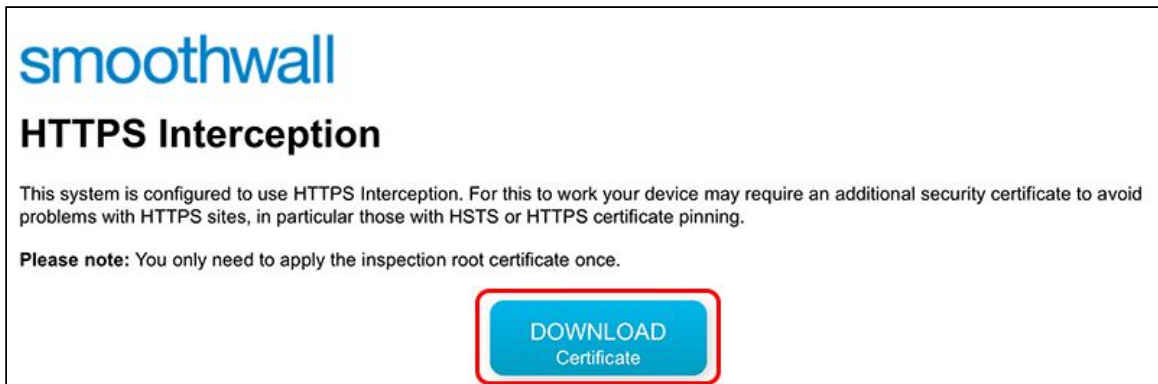 smoothwall
HTTPS Interception
This system is configured to use HTTPS Interception. For this to work your device may require an additional security certificate to avoid
problems with HTTPS sites, in particular those with HSTS or HTTPS certificate pinning.
Please note: You only need to apply the inspection root certificate once.
DOWNLOAD
Certificate